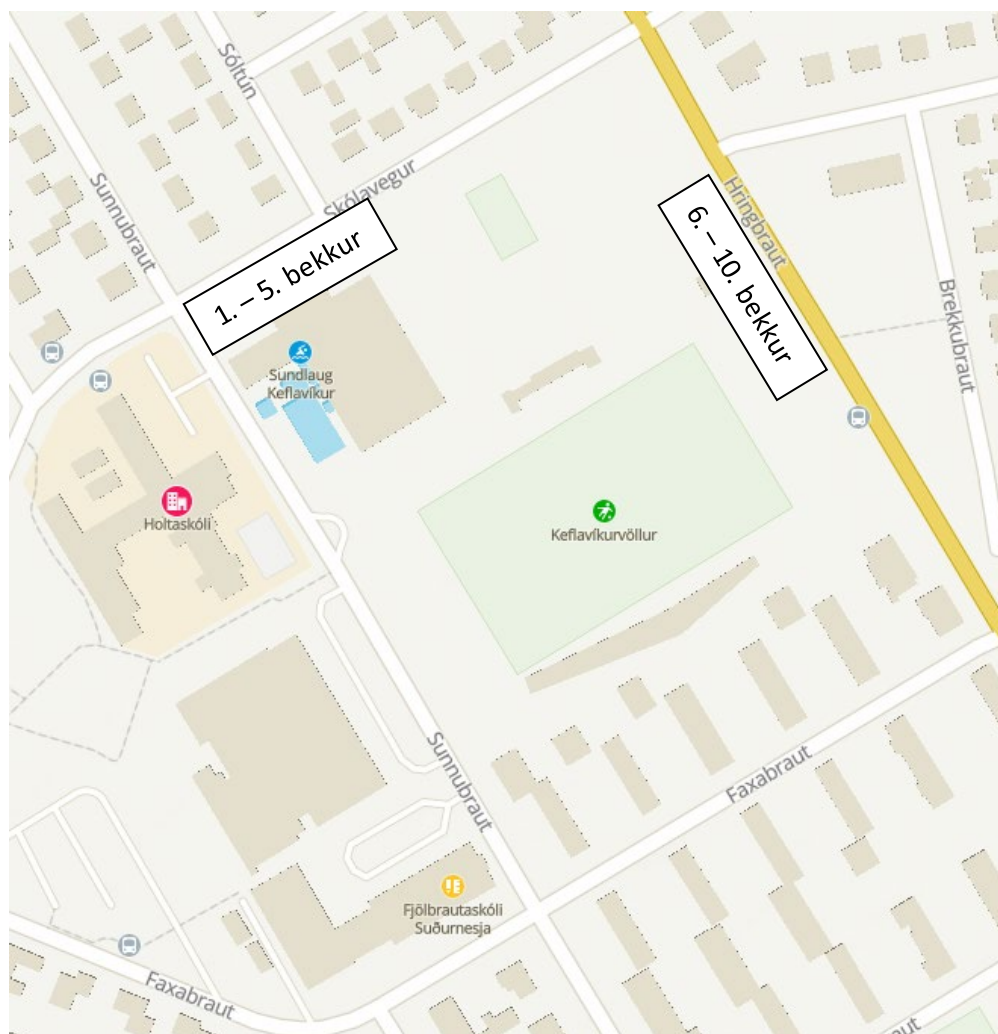 Sóltún
Skólavegur
Sunnubraut
1. – 5. bekkur
Hringbraut
6. – 10. bekkur
Brekkubraut
Sundlaug
Keflavíkur
Holtaskóli
Keflavíkurvöllur
Sunnubraut
Faxabraut
Fjölbrautaskóli
Suðurnesja
Faxabraut
aut